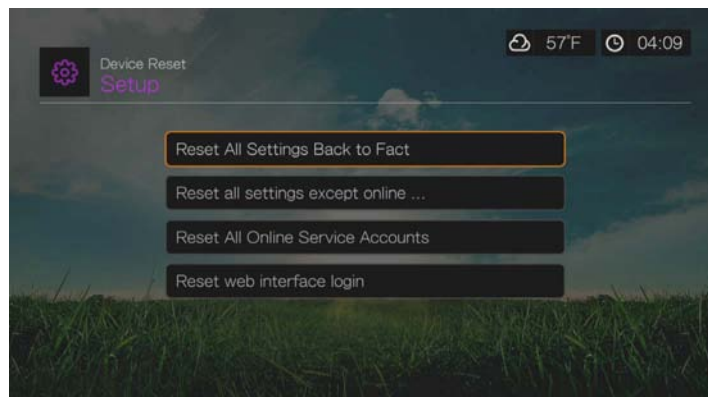 57°F 04:09
Device Reset
Setup
Reset All Settings Back to Fact
Reset all settings except online ...
Reset All Online Service Accounts
Reset web interface login